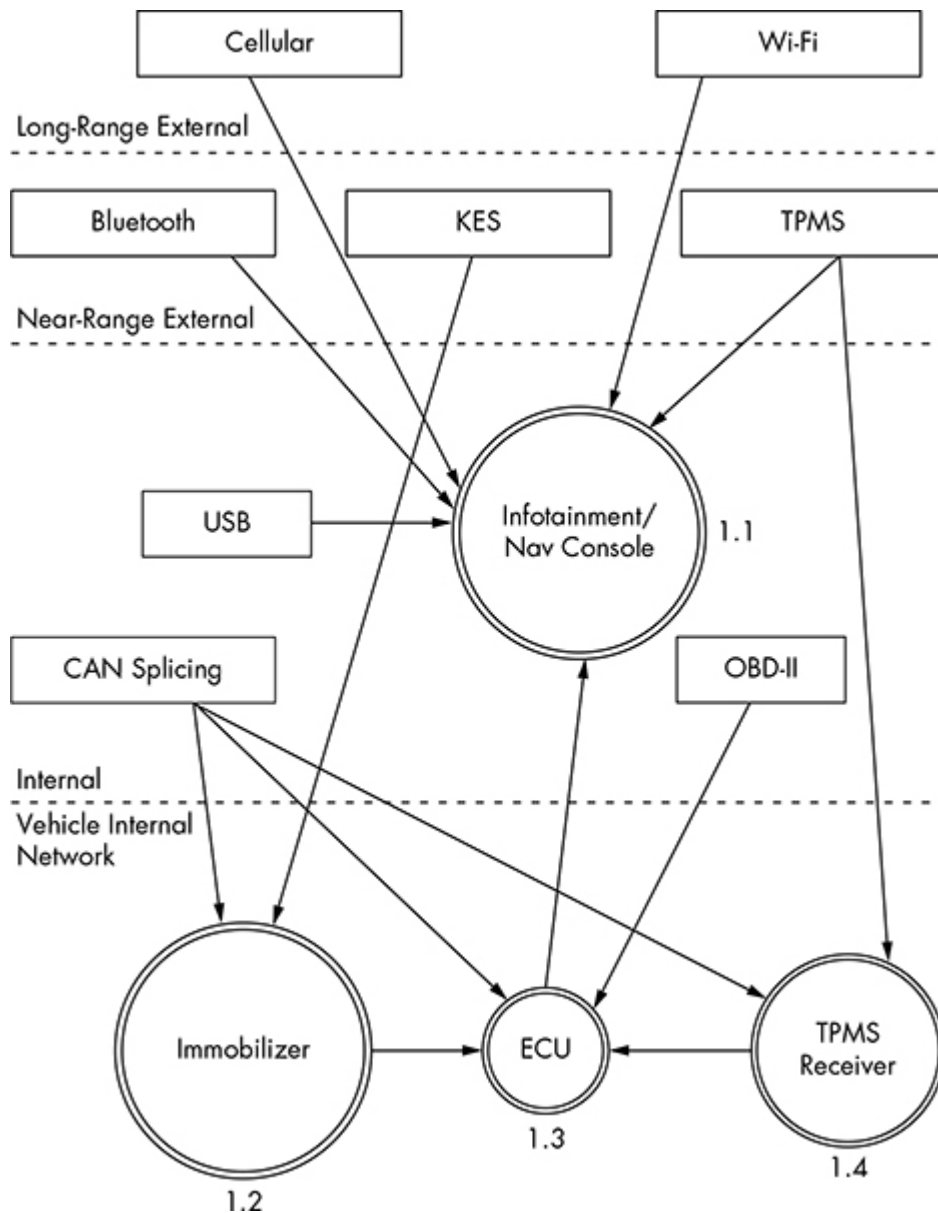 Cellular
Wi-Fi
Long-Range External
Bluetooth
KES
TPMS
Near-Range External
USB
Infotainment/
Nav Console
1.1
CAN Splicing
OBD-II
Internal
Vehicle Internal
Network
Immobilizer
ECU
TPMS
Receiver
1.3
1.4
1.2